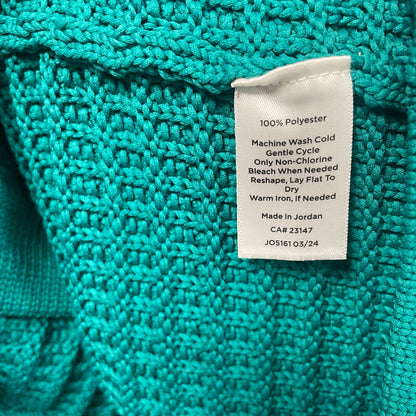 100% Polyester
Machine Wash Cold
Gentle Cycle
Only Non-Chlorine
Bleach When Needed
Reshape, Lay Flat To
Dry
Warm Iron, If Needed
Made In Jordan
CA# 23147
JO5161 03/24